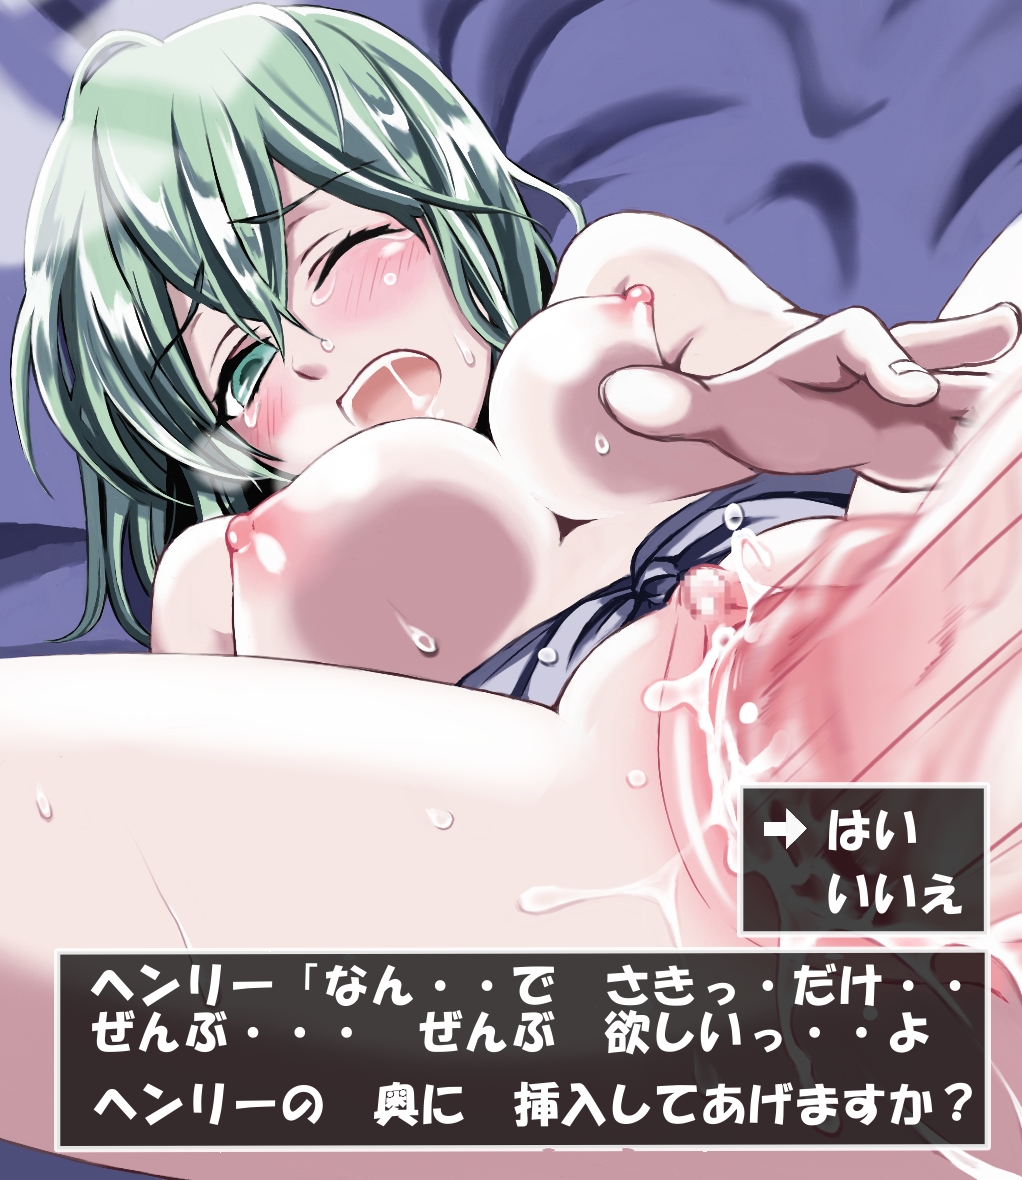 はい
いいえ
ヘンリー「なん・・で　さきっ・だけ・・
ぜんぶ・・・　ぜんぶ　欲しいっ・・よ
ヘンリーの　奥に　挿入してあげますか？